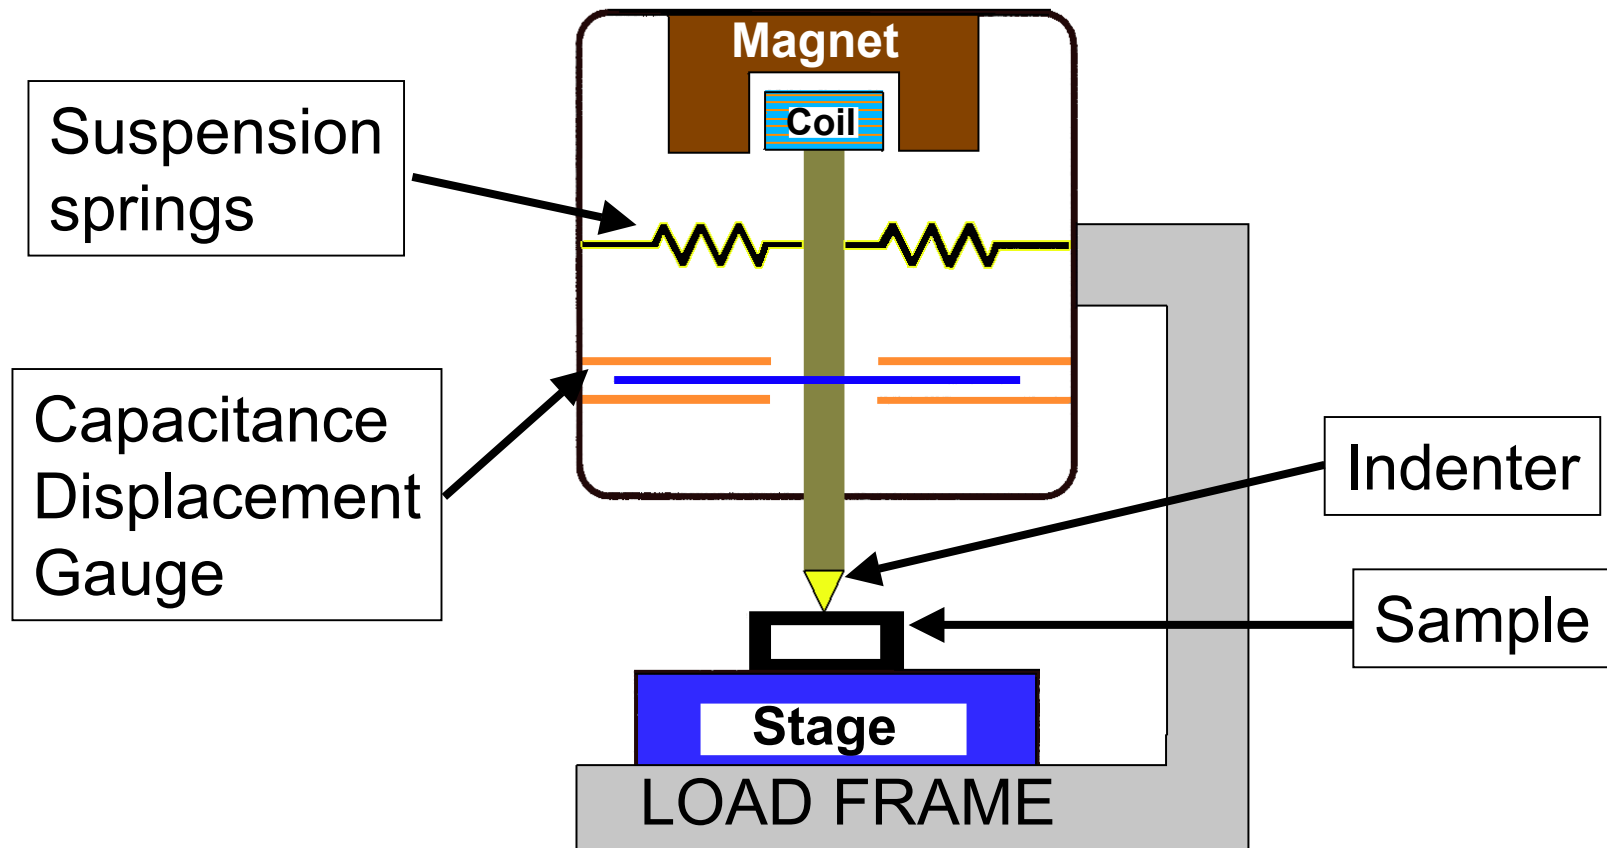 Magnet
Coil
Suspension
springs
Capacitance
Displacement
Gauge
Indenter
Sample
Stage
LOAD FRAME